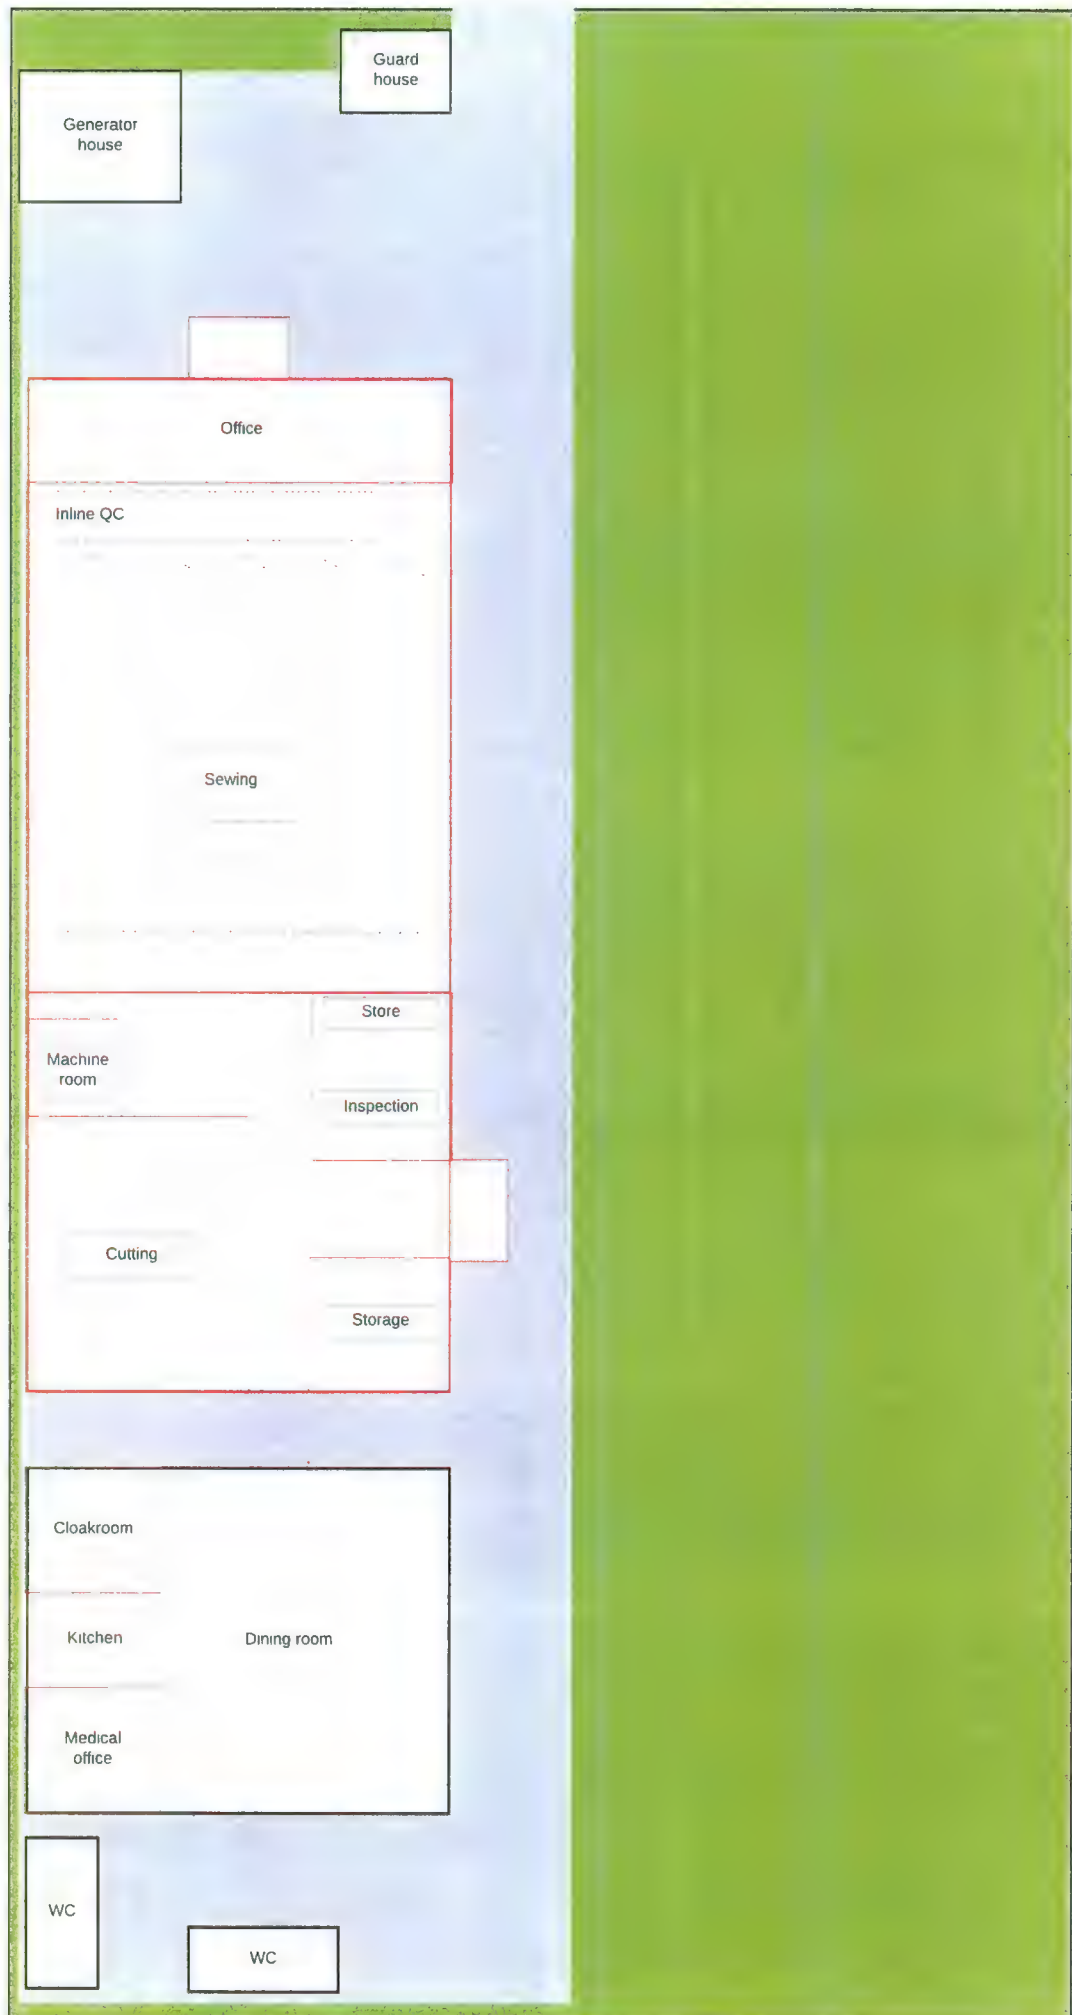 Guard
house
Generator
house
Office
Inline QC
Sewing
Store
Machine
room
Inspection
Cutting
Storage
Cloakroom
Kitchen
Dining room
Medical
office
WC
WC